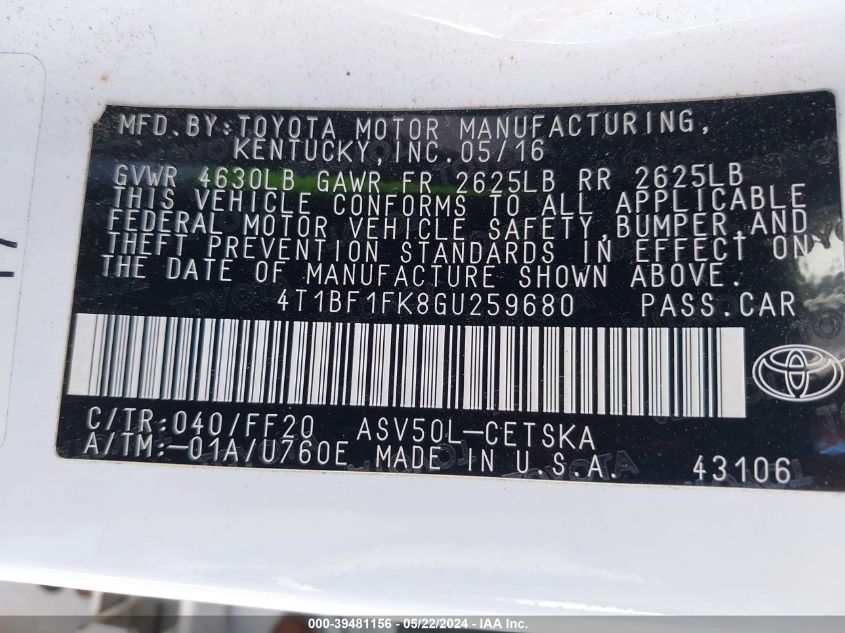 MFD.BY:TOYOTA MOTOR MANUFACTURING,
KENTUCKY,INC.05/16
GVWR 4630LB GAWR FR 2625LB RR 2625LB
THIS VEHICLE CONFORMS TO ALL APPLICABLE
FEDERAL MOTOR VEHICLE SAFETY,BUMPER,AND
THEFT PREVENTION STANDARDS IN EFFECT ON
THE DATE OF MANUFACTURE SHOWN ABOVE.
4T1BF1FK8GU259680 PASS.CAR
C/TR:040/FF20 ASV50L-CETSKA
A/TM:-01A/U760E MADE IN U.S.A. 43106
000-39481156 - 05/22/2024 - IAA Inc.